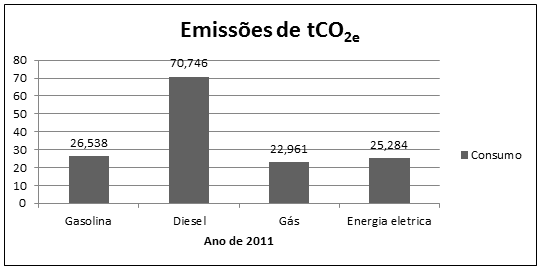 Emissões de tCO2e
80
70
60
50
40
30
20
10
0
70,746
26,538
22,961
25,284
Gasolina
Diesel
Gás
Energia eletrica
Ano de 2011
Consumo